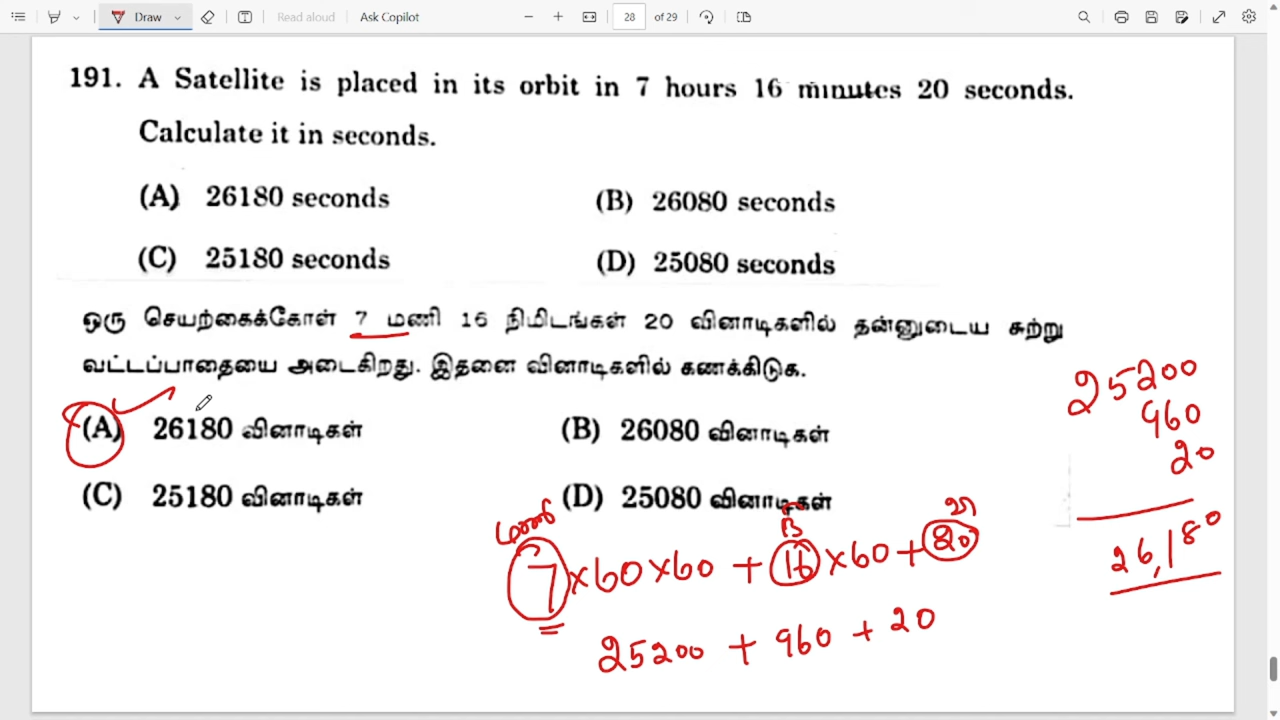 Draw
Read aloud
Ask Copilot
28
of 29
191. A Satellite is placed in its orbit in 7 hours 16 minutes 20 seconds.
Calculate it in seconds.
(A) 26180 seconds
(B) 26080 seconds
(C) 25180 seconds
(D) 25080 seconds
ஒரு செயற்கைக்கோள் 7 மணி 16 நிமிடங்கள் 20 வினாடிகளில் தன்னுடைய சுற்று
வட்டப்பாதையை அடைகிறது. இதனை வினாடிகளில் கணக்கிடுக.
(A) 26180 வினாடிகள்
(B) 26080 வினாடிகள்
(C) 25180 வினாடிகள்
(D) 25080 வினாடிகள்
25200
960
20
26,180
நி
7×60×60 + 16 ×60 + 20
25200 + 960 + 20